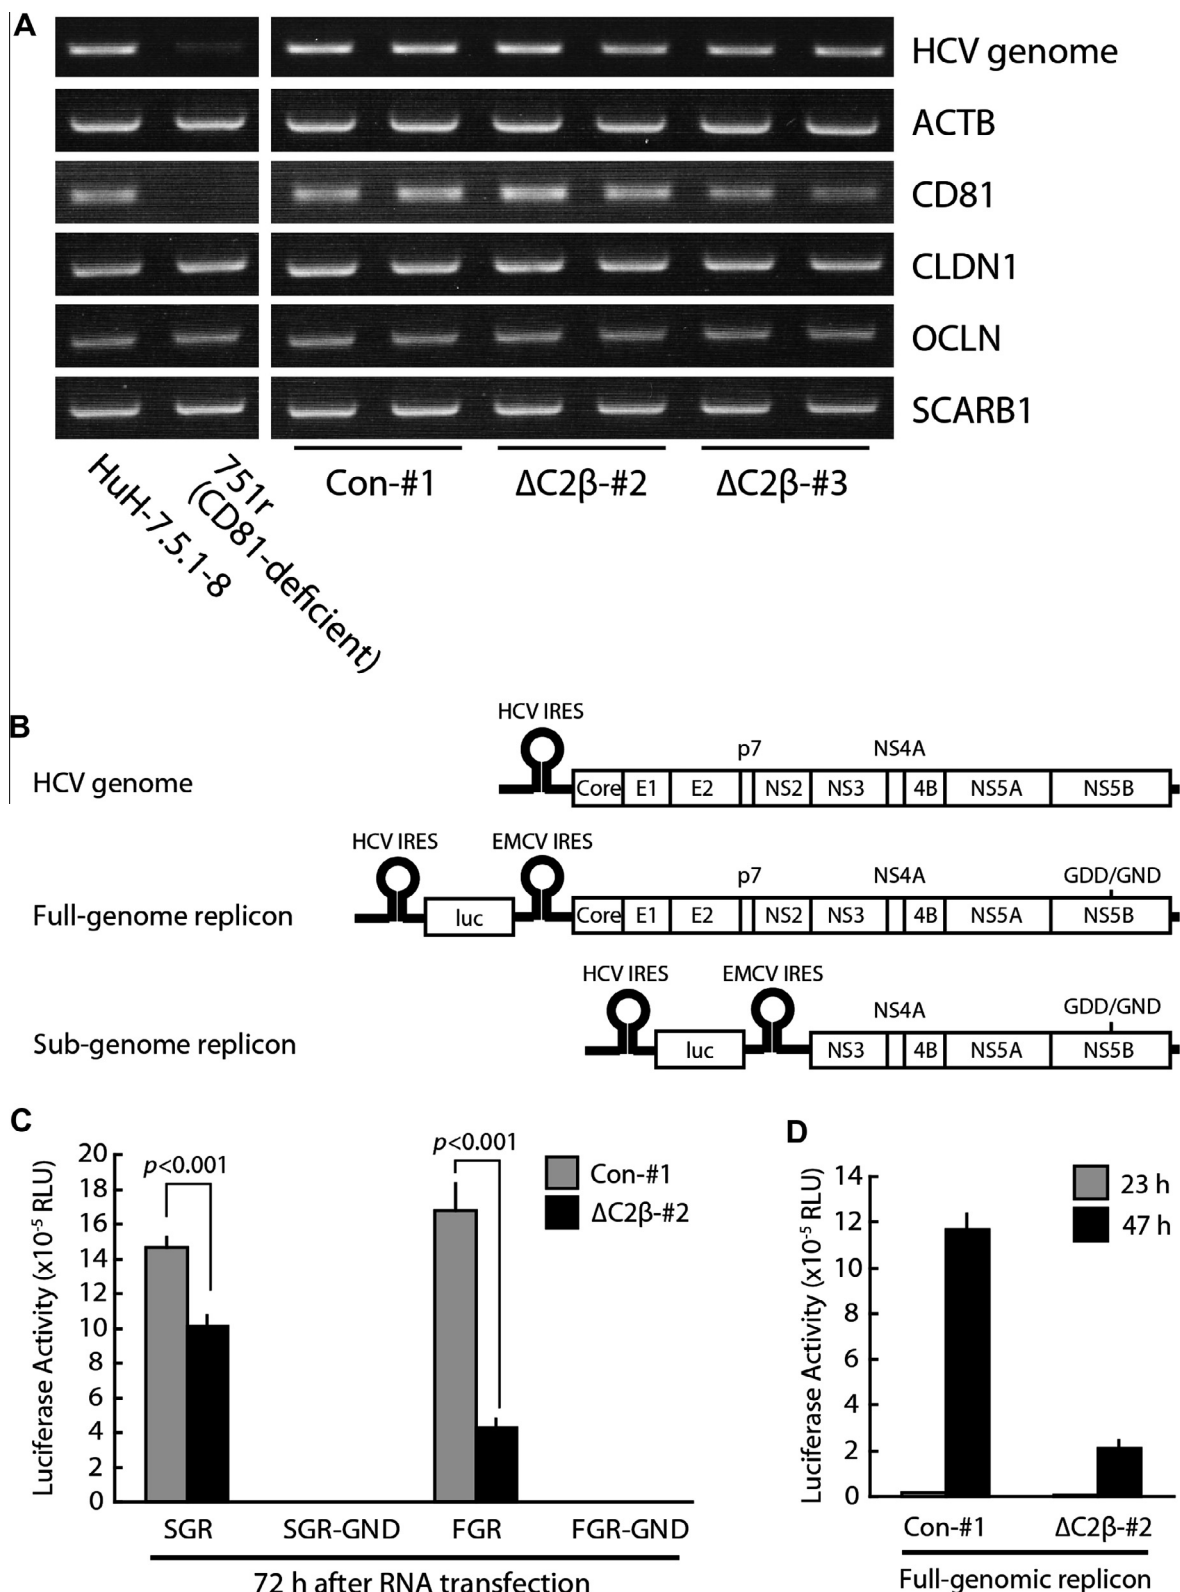 A
HCV genome
ACTB
CD81
CLDN1
OCLN
SCARB1
HuH-7.5.1-8
751r
(CD81-deficient)
Con-#1
ΔC2β-#2
ΔC2β-#3
B
HCV IRES
p7
NS4A
HCV genome
Core E1 E2 NS2 NS3 4B NS5A NS5B
HCV IRES
EMCV IRES
p7
NS4A
GDD/GND
Full-genome replicon
luc
Core E1 E2 NS2 NS3 4B NS5A NS5B
HCV IRES
EMCV IRES
NS4A
GDD/GND
Sub-genome replicon
luc
NS3 4B NS5A NS5B
C
Luciferase Activity (x10⁻⁵ RLU)
20
18
16
14
12
10
8
6
4
2
0
p<0.001
p<0.001
Con-#1
ΔC2β-#2
SGR
SGR-GND
FGR
FGR-GND
72 h after RNA transfection
D
Luciferase Activity (x10⁻⁵ RLU)
14
12
10
8
6
4
2
0
23 h
47 h
Con-#1
ΔC2β-#2
Full-genomic replicon